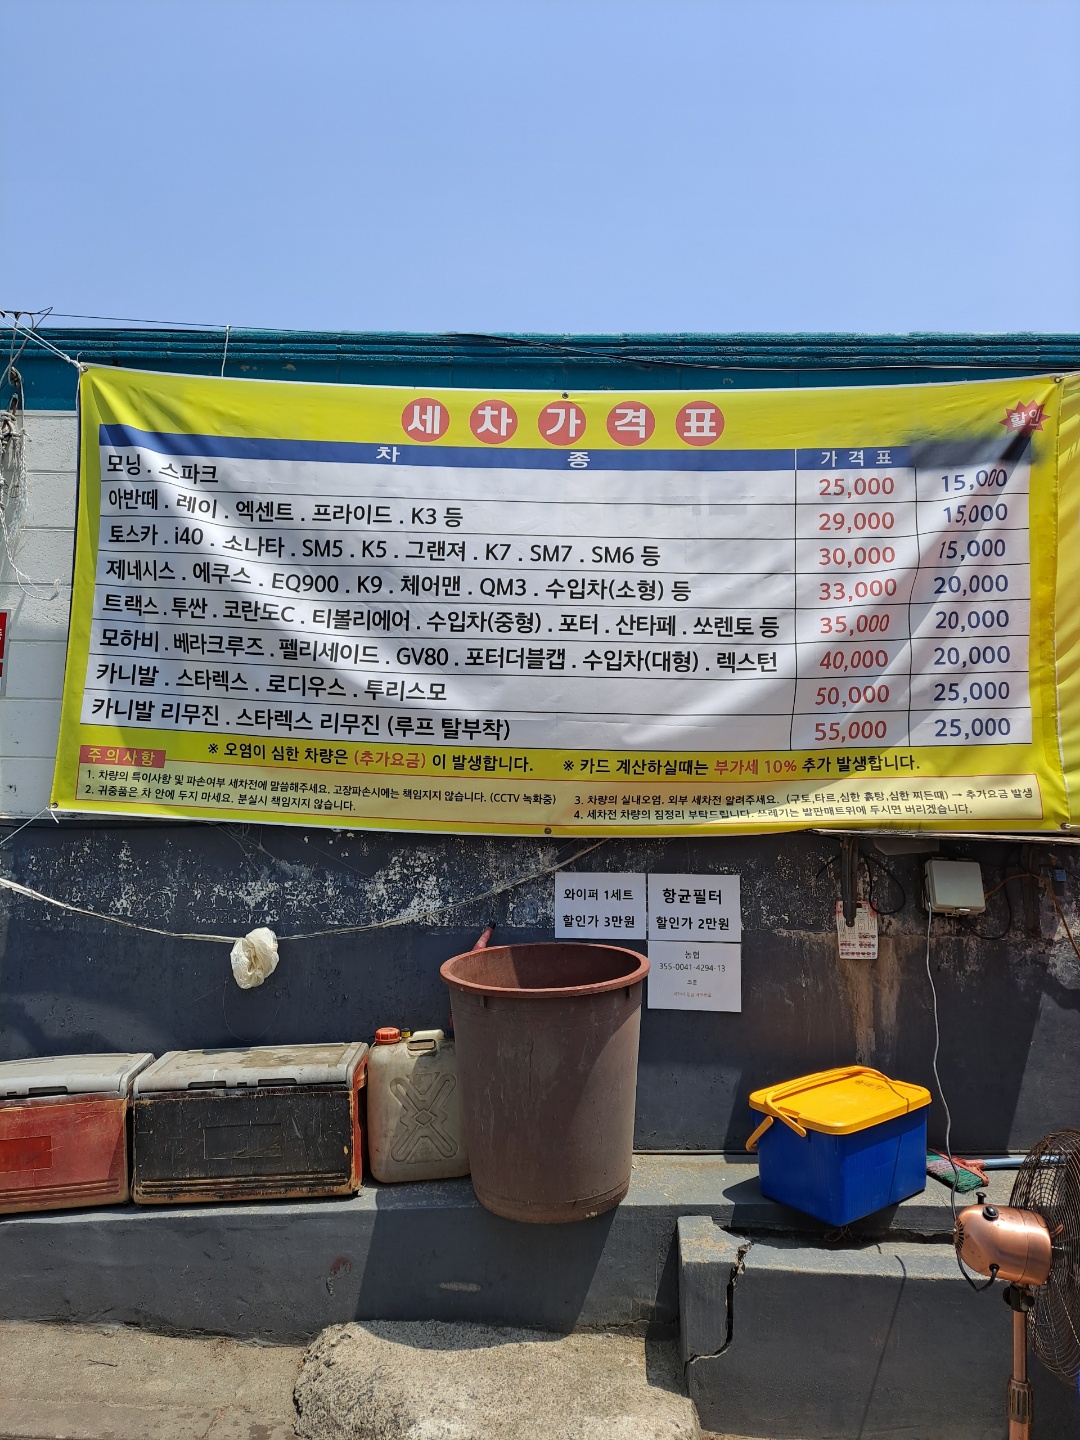 세차가격표
할인
차 종 가격표
모닝 . 스파크 25,000 15,000
아반떼 . 레이 . 엑센트 . 프라이드 . K3 등 29,000 15,000
토스카 . i40 . 소나타 . SM5 . K5 . 그랜져 . K7 . SM7 . SM6 등 30,000 15,000
제네시스 . 에쿠스 . EQ900 . K9 . 체어맨 . QM3 . 수입차(소형) 등 33,000 20,000
트랙스 . 투싼 . 코란도C . 티볼리에어 . 수입차(중형) . 포터 . 산타페 . 쏘렌토 등 35,000 20,000
모하비 . 베라크루즈 . 펠리세이드 . GV80 . 포터더블캡 . 수입차(대형) . 렉스턴 40,000 20,000
카니발 . 스타렉스 . 로디우스 . 투리스모 50,000 25,000
카니발 리무진 . 스타렉스 리무진 (루프 탈부착) 55,000 25,000
주의사항 ※ 오염이 심한 차량은 (추가요금) 이 발생합니다. ※ 카드 계산하실때는 부가세 10% 추가 발생합니다.
1. 차량의 특이사항 및 파손여부 세차전에 말씀해주세요. 고장파손시에는 책임지지 않습니다. (CCTV 녹화중)
2. 귀중품은 차 안에 두지 마세요. 분실시 책임지지 않습니다.
3. 차량의 실내오염. 외부 세차전 알려주세요. (구토,타르,심한 흙탕,심한 찌든때) → 추가요금 발생
4. 세차전 차량의 짐정리 부탁드립니다. 쓰레기는 발판매트위에 두시면 버리겠습니다.
와이퍼 1세트
할인가 3만원
항균필터
할인가 2만원
농협
355-0041-4294-13